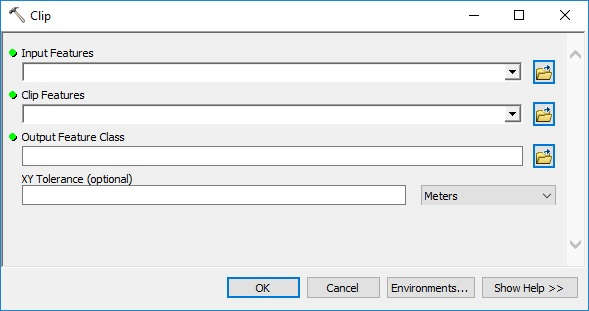 Clip
Input Features
Clip Features
Output Feature Class
XY Tolerance (optional)
Meters
OK Cancel Environments... Show Help >>